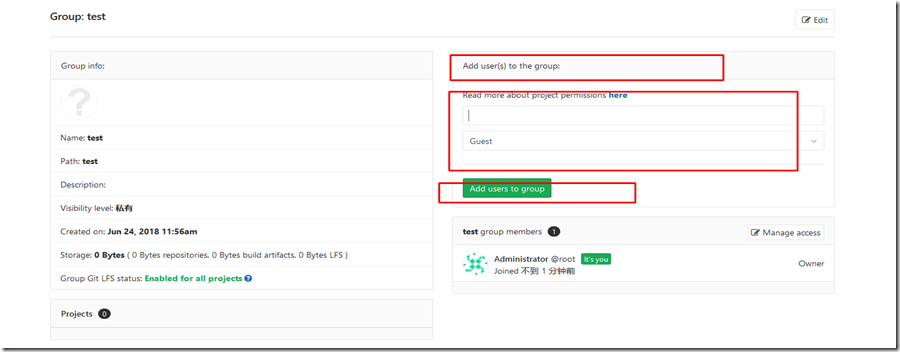 Group: test
Edit
Group info:
?
Name: test
Path: test
Description:
Visibility level: 私有
Created on: Jun 24, 2018 11:56am
Storage: 0 Bytes ( 0 Bytes repositories, 0 Bytes build artifacts, 0 Bytes LFS )
Group Git LFS status: Enabled for all projects ?
Projects 0
Add user(s) to the group:
Read more about project permissions here
Guest
Add users to group
test group members 1
Manage access
Administrator @root It's you
Joined 不到 1 分钟前
Owner